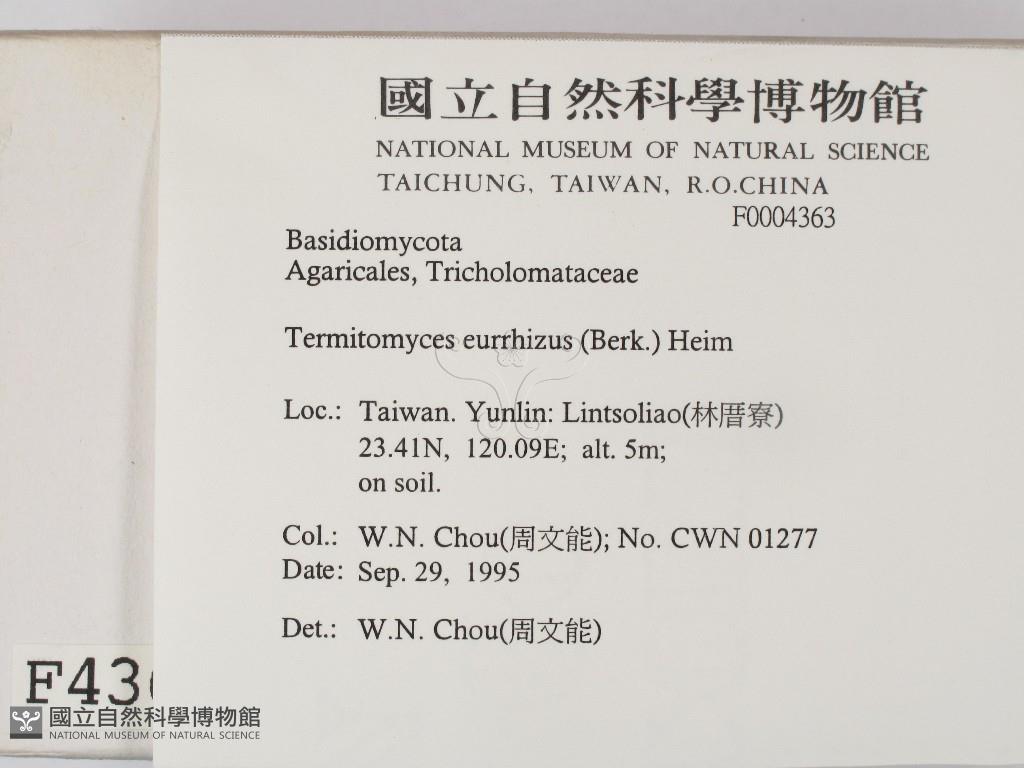 國立自然科學博物館
NATIONAL MUSEUM OF NATURAL SCIENCE
TAICHUNG, TAIWAN, R.O.CHINA
F0004363
Basidiomycota
Agaricales, Tricholomataceae
Termitomyces eurrhizus (Berk.) Heim
Loc.: Taiwan. Yunlin: Lintsoliao(林厝寮)
23.41N, 120.09E; alt. 5m;
on soil.
Col.: W.N. Chou(周文能); No. CWN 01277
Date: Sep. 29, 1995
Det.: W.N. Chou(周文能)
F43
國立自然科學博物館
NATIONAL MUSEUM OF NATURAL SCIENCE